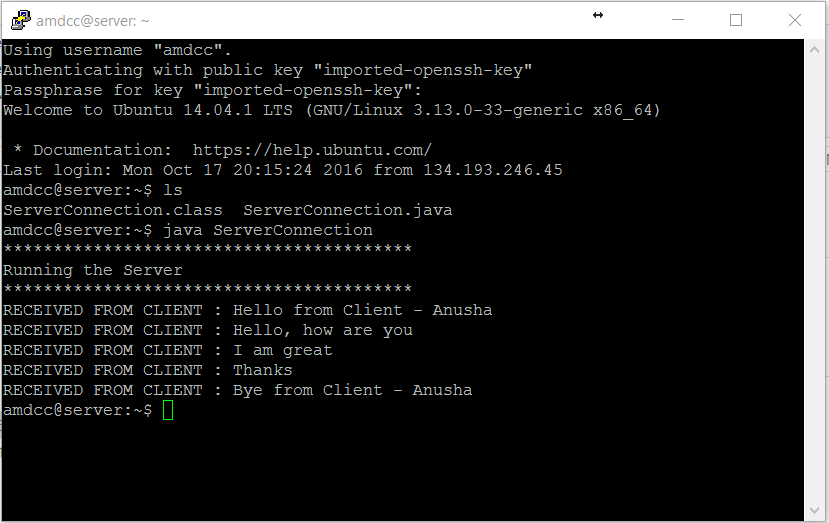 amdcc@server: ~
Using username "amdcc".
Authenticating with public key "imported-openssh-key"
Passphrase for key "imported-openssh-key":
Welcome to Ubuntu 14.04.1 LTS (GNU/Linux 3.13.0-33-generic x86_64)
* Documentation:  https://help.ubuntu.com/
Last login: Mon Oct 17 20:15:24 2016 from 134.193.246.45
amdcc@server:~$ ls
ServerConnection.class  ServerConnection.java
amdcc@server:~$ java ServerConnection
*****************************************
Running the Server
*****************************************
RECEIVED FROM CLIENT : Hello from Client - Anusha
RECEIVED FROM CLIENT : Hello, how are you
RECEIVED FROM CLIENT : I am great
RECEIVED FROM CLIENT : Thanks
RECEIVED FROM CLIENT : Bye from Client - Anusha
amdcc@server:~$